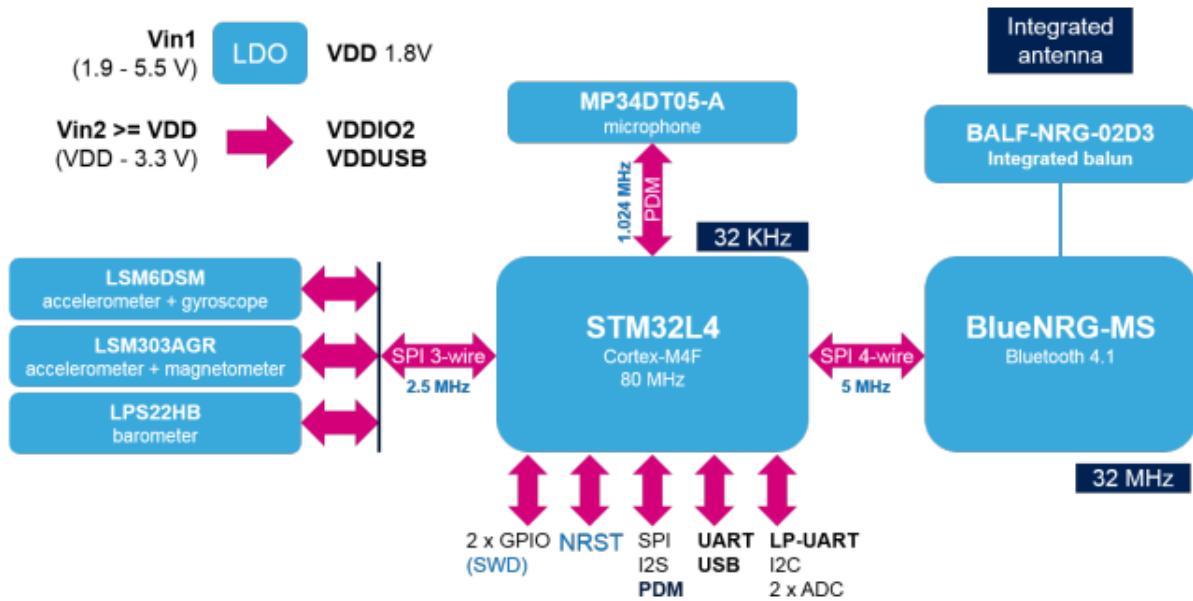 Vin1
(1.9 - 5.5 V)
LDO
VDD 1.8V
Vin2 >= VDD
(VDD - 3.3 V)
VDDIO2
VDDUSB
Integrated
antenna
MP34DT05-A
microphone
BALF-NRG-02D3
Integrated balun
1.024 MHz
PDM
32 KHz
LSM6DSM
accelerometer + gyroscope
LSM303AGR
accelerometer + magnetometer
LPS22HB
barometer
SPI 3-wire
2.5 MHz
STM32L4
Cortex-M4F
80 MHz
SPI 4-wire
5 MHz
BlueNRG-MS
Bluetooth 4.1
32 MHz
2 x GPIO
(SWD)
NRST
SPI
I2S
PDM
UART
USB
LP-UART
I2C
2 x ADC